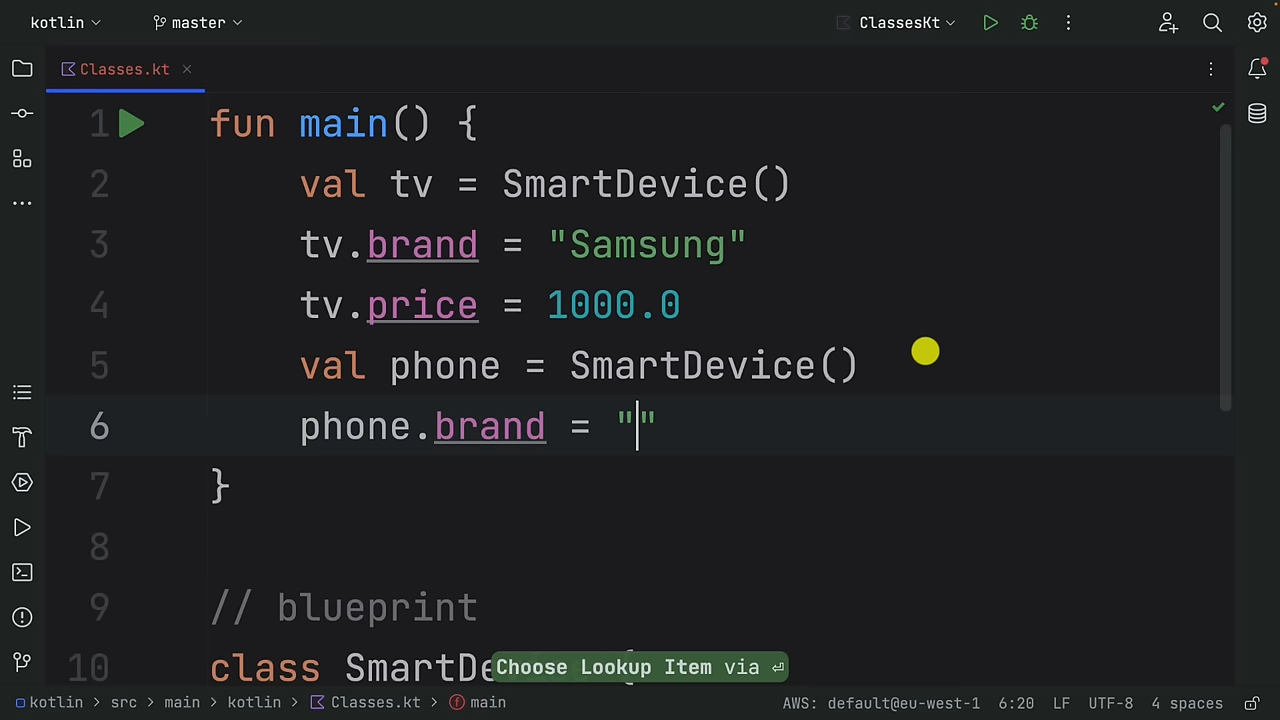 kotlin master ClassesKt
Classes.kt
1 fun main() {
2 val tv = SmartDevice()
3 tv.brand = "Samsung"
4 tv.price = 1000.0
5 val phone = SmartDevice()
6 phone.brand = ""
7 }
8
9 // blueprint
10 class SmartDe {
Choose Lookup Item via ⏎
kotlin > src > main > kotlin > Classes.kt > main AWS: default@eu-west-1 6:20 LF UTF-8 4 spaces